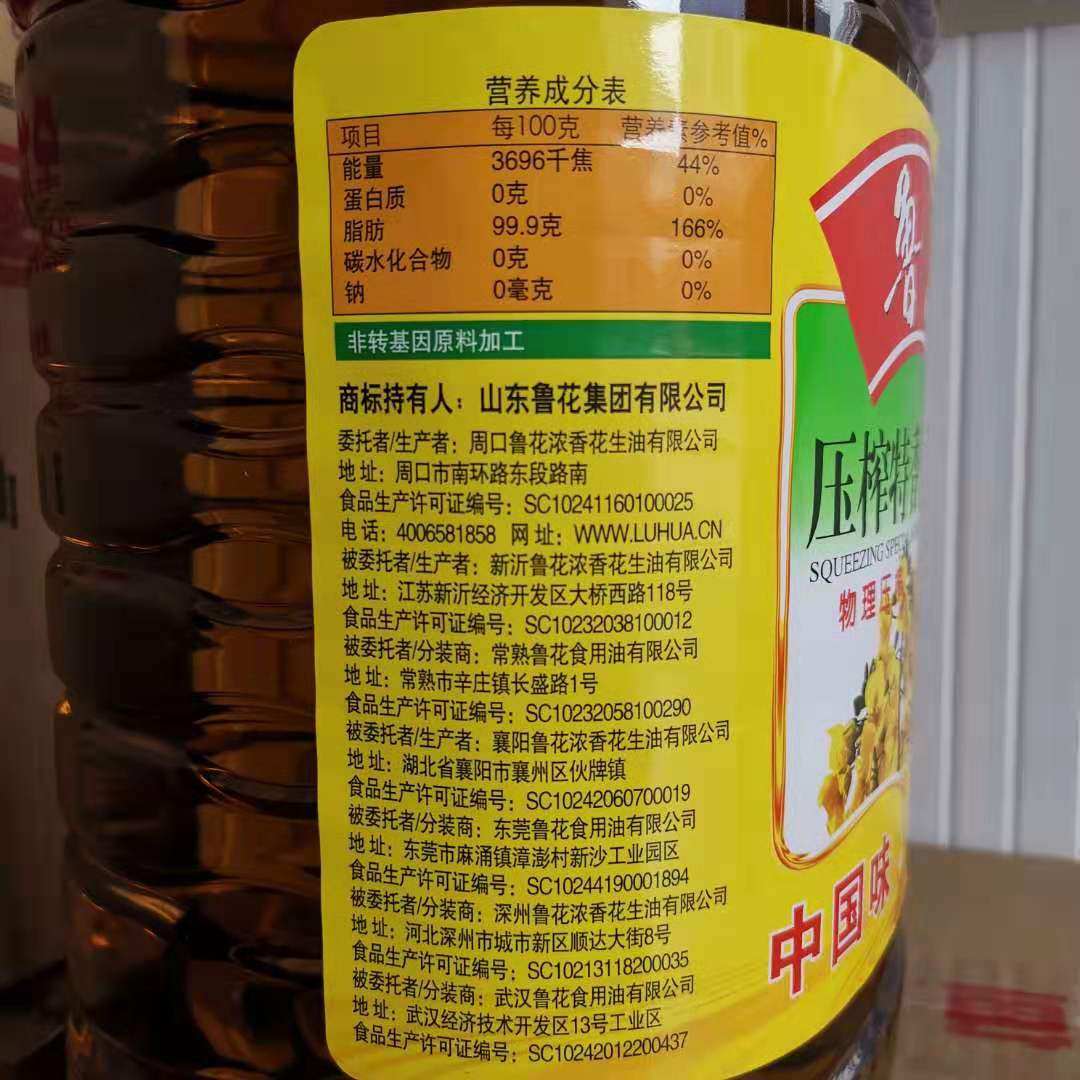 营养成分表
项目 每100克 营养素参考值%
能量 3696千焦 44%
蛋白质 0克 0%
脂肪 99.9克 166%
碳水化合物 0克 0%
钠 0毫克 0%
非转基因原料加工
商标持有人：山东鲁花集团有限公司
委托者/生产者：周口鲁花浓香花生油有限公司
地址：周口市南环路东段路南
食品生产许可证编号：SC10241160100025
电话：4006581858 网址：WWW.LUHUA.CN
被委托者/生产者：新沂鲁花浓香花生油有限公司
地址：江苏新沂经济开发区大桥西路118号
食品生产许可证编号：SC10232038100012
被委托者/分装商：常熟鲁花食用油有限公司
地址：常熟市辛庄镇长盛路1号
食品生产许可证编号：SC10232058100290
被委托者/生产者：襄阳鲁花浓香花生油有限公司
地址：湖北省襄阳市襄州区伙牌镇
食品生产许可证编号：SC10242060700019
被委托者/分装商：东莞鲁花食用油有限公司
地址：东莞市麻涌镇漳澎村新沙工业园区
食品生产许可证编号：SC10244190001894
被委托者/分装商：深州鲁花浓香花生油有限公司
地址：河北深州市城市新区顺达大街8号
食品生产许可证编号：SC10213118200035
被委托者/分装商：武汉鲁花食用油有限公司
地址：武汉经济技术开发区13号工业区
食品生产许可证编号：SC10242012200437
鲁
压榨特
SQUEEZING
物理压
中国味